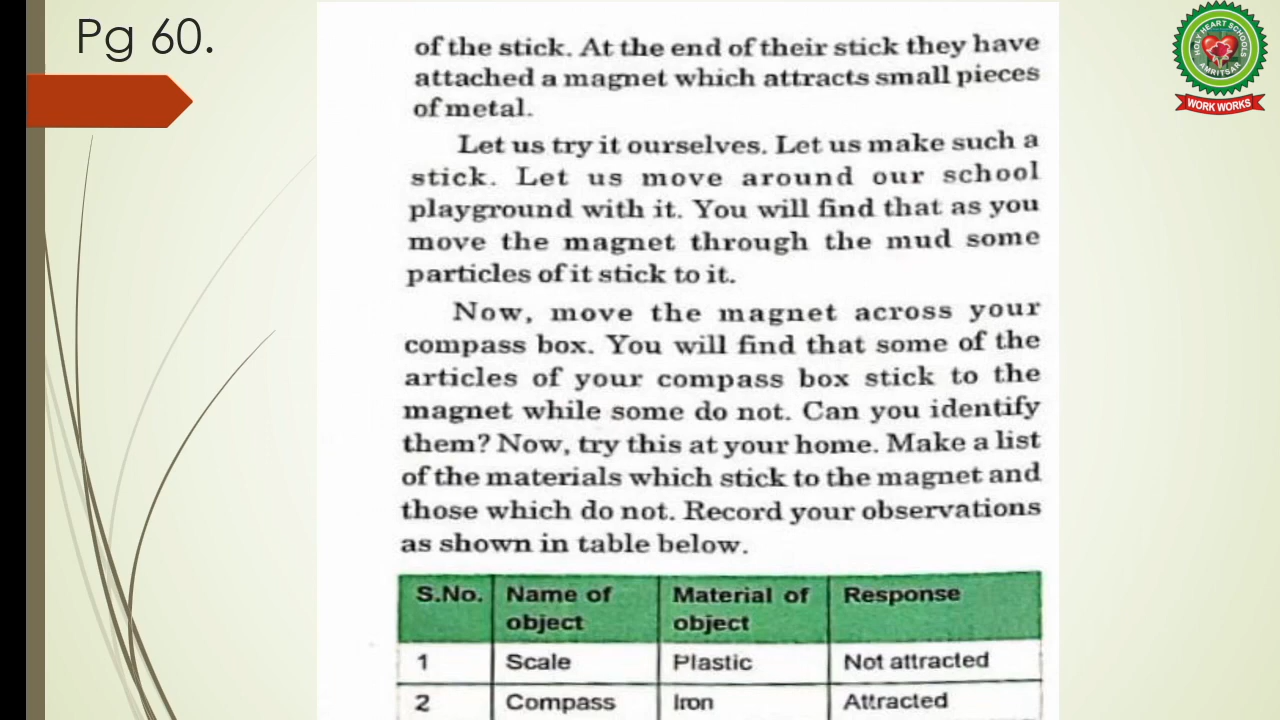 Pg 60.
HOLY HEART SCHOOLS
AMRITSAR
WORK WORKS
of the stick. At the end of their stick they have
attached a magnet which attracts small pieces
of metal.
Let us try it ourselves. Let us make such a
stick. Let us move around our school
playground with it. You will find that as you
move the magnet through the mud some
particles of it stick to it.
Now, move the magnet across your
compass box. You will find that some of the
articles of your compass box stick to the
magnet while some do not. Can you identify
them? Now, try this at your home. Make a list
of the materials which stick to the magnet and
those which do not. Record your observations
as shown in table below.
S.No. Name of object Material of object Response
1 Scale Plastic Not attracted
2 Compass Iron Attracted